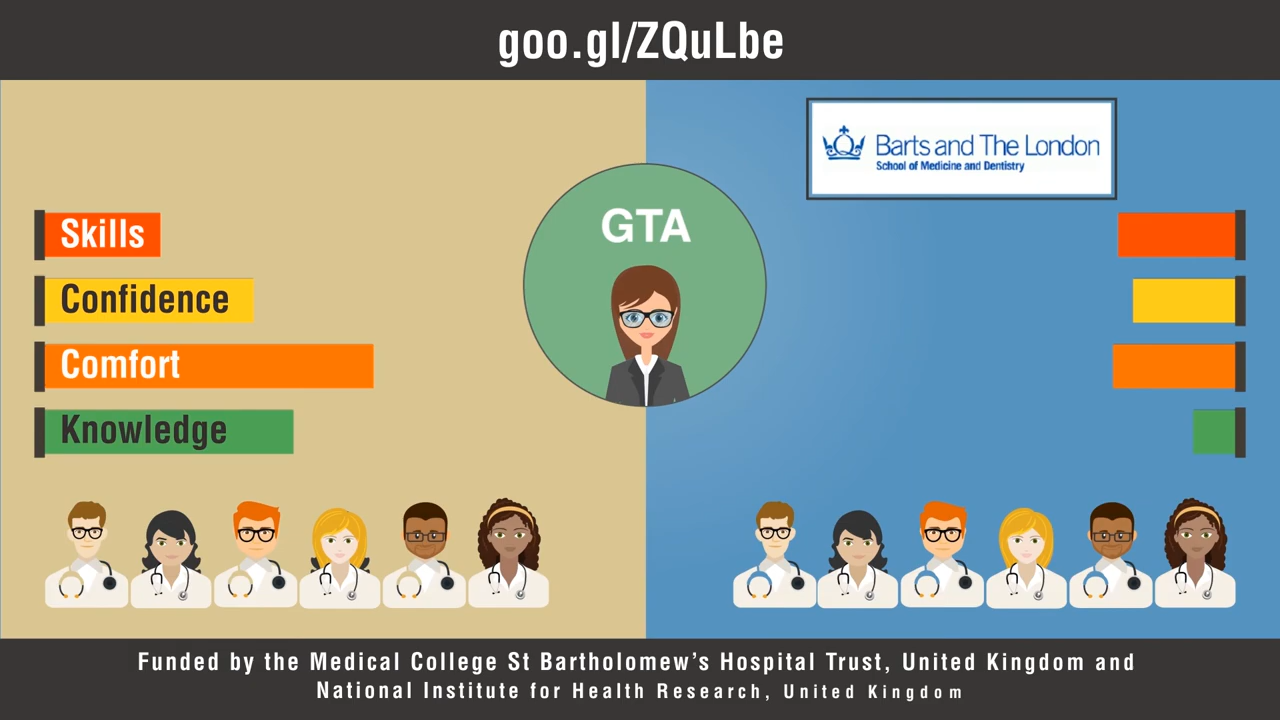 goo.gl/ZQuLbe
Barts and The London
School of Medicine and Dentistry
GTA
Skills
Confidence
Comfort
Knowledge
Funded by the Medical College St Bartholomew's Hospital Trust, United Kingdom and
National Institute for Health Research, United Kingdom